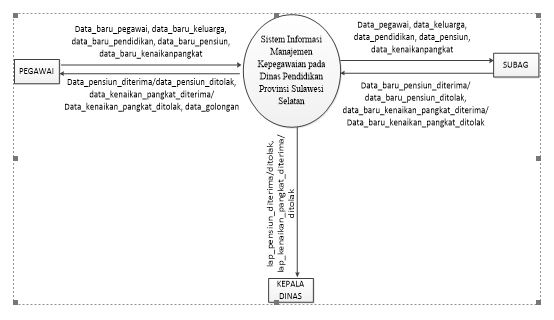 Data_baru_pegawai, data_baru_keluarga,
data_baru_pendidikan, data_baru_pensiun,
data_baru_kenaikanpangkat
PEGAWAI
Data_pensiun_diterima/data_pensiun_ditolak,
data_kenaikan_pangkat_diterima/
Data_kenaikan_pangkat_ditolak, data_golongan
Sistem Informasi
Manajemen
Kepegawaian pada
Dinas Pendidikan
Provinsi Sulawesi
Selatan
Data_pegawai, data_keluarga,
data_pendidikan, data_pensiun,
data_kenaikanpangkat
SUBAG
Data_baru_pensiun_diterima/
data_baru_pensiun_ditolak,
data_baru_kenaikan_pangkat_diterima/
Data_baru_kenaikan_pangkat_ditolak
lap_pensiun_diterima/ditolak,
lap_kenaikan_pangkat_diterima/
ditolak
KEPALA
DINAS